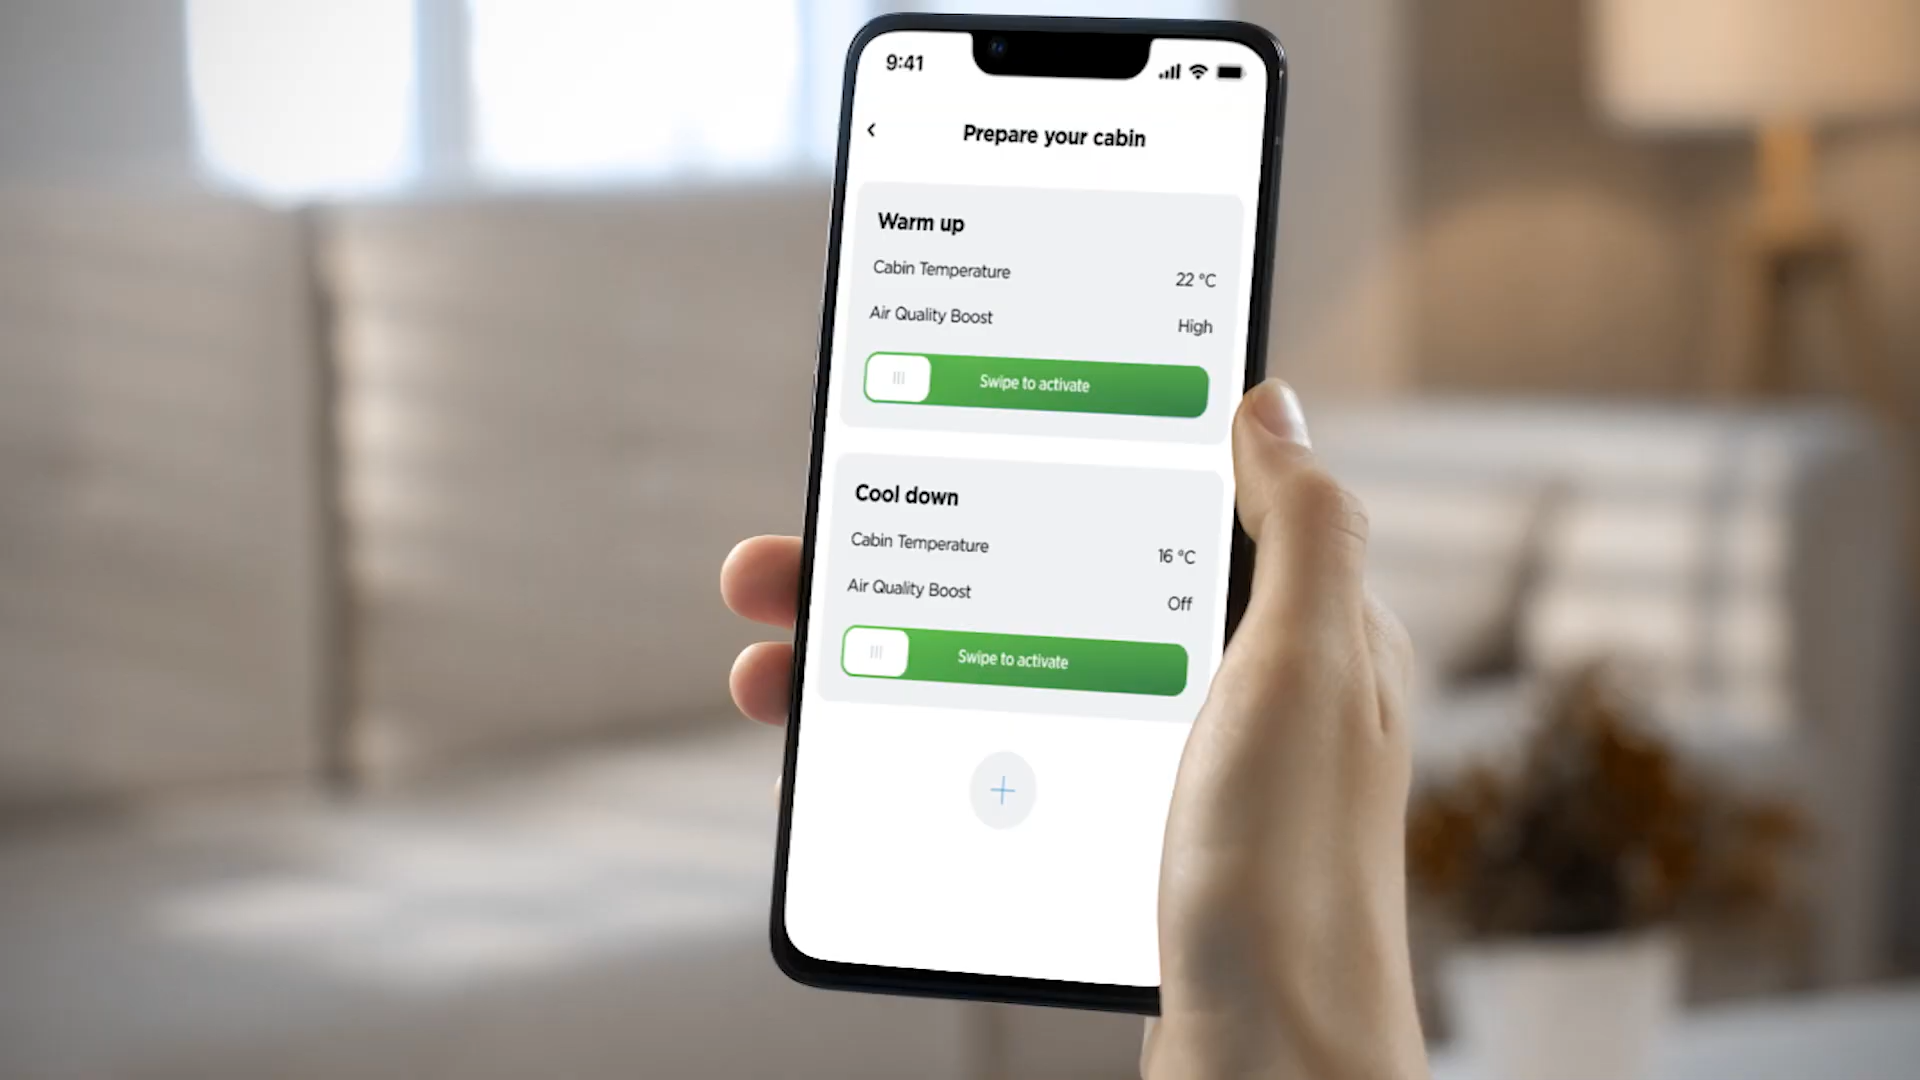 9:41
Prepare your cabin
Warm up
Cabin Temperature 22 °C
Air Quality Boost High
Swipe to activate
Cool down
Cabin Temperature 16 °C
Air Quality Boost Off
Swipe to activate